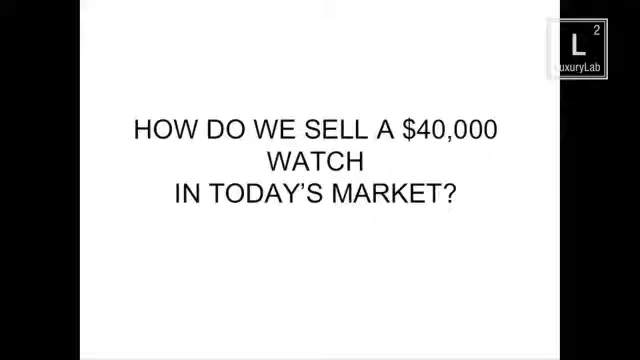 L 2
LuxuryLab
HOW DO WE SELL A $40,000
WATCH
IN TODAY'S MARKET?